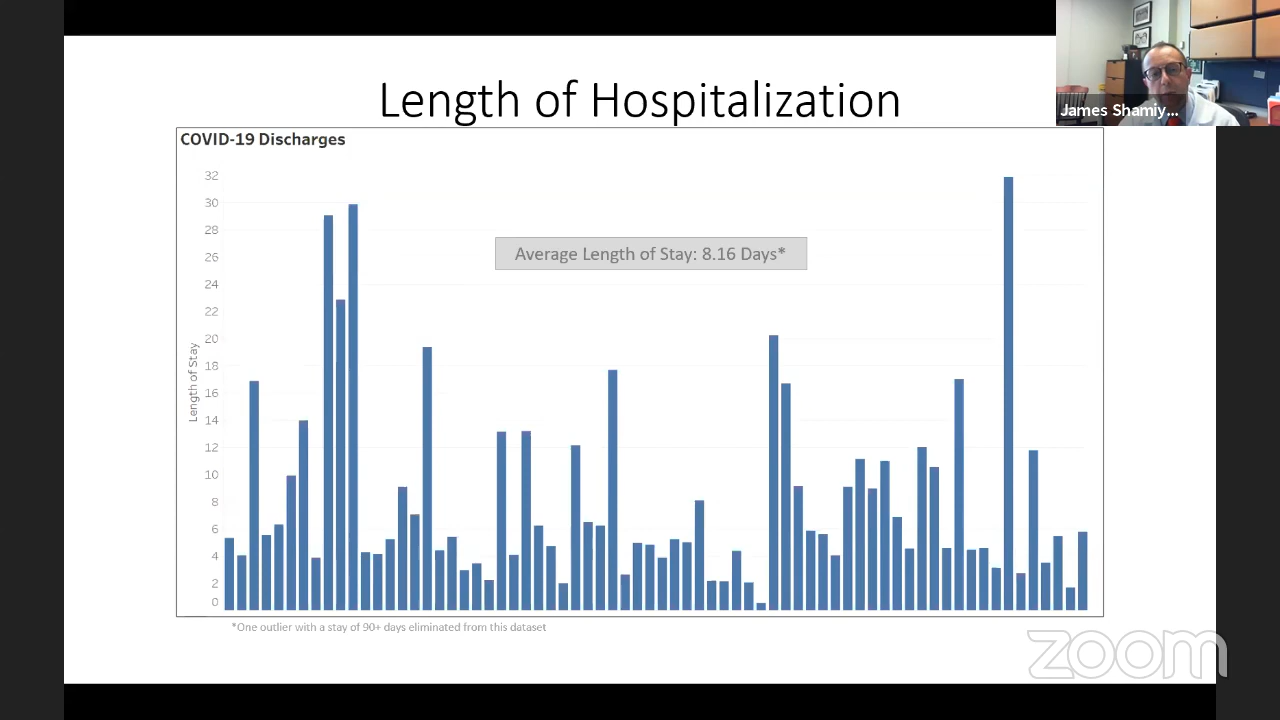 Length of Hospitalization
James Shamiy...
COVID-19 Discharges
32
30
28
26
24
22
20
18
16
14
12
10
8
6
4
2
0
Length of Stay
Average Length of Stay: 8.16 Days*
*One outlier with a stay of 90+ days eliminated from this dataset
zoom